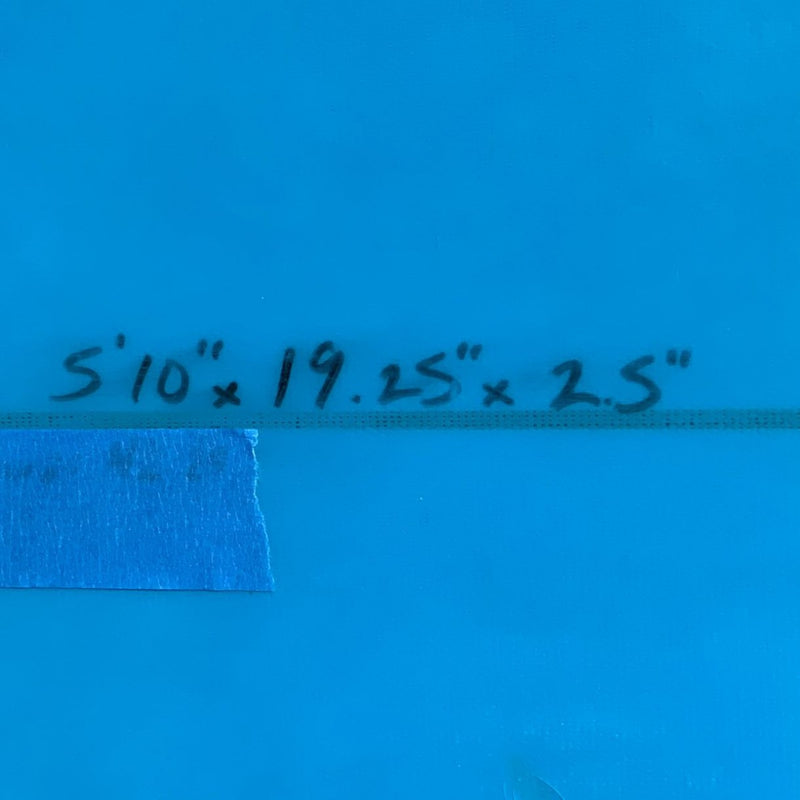 5'10" x 19.25" x 2.5"